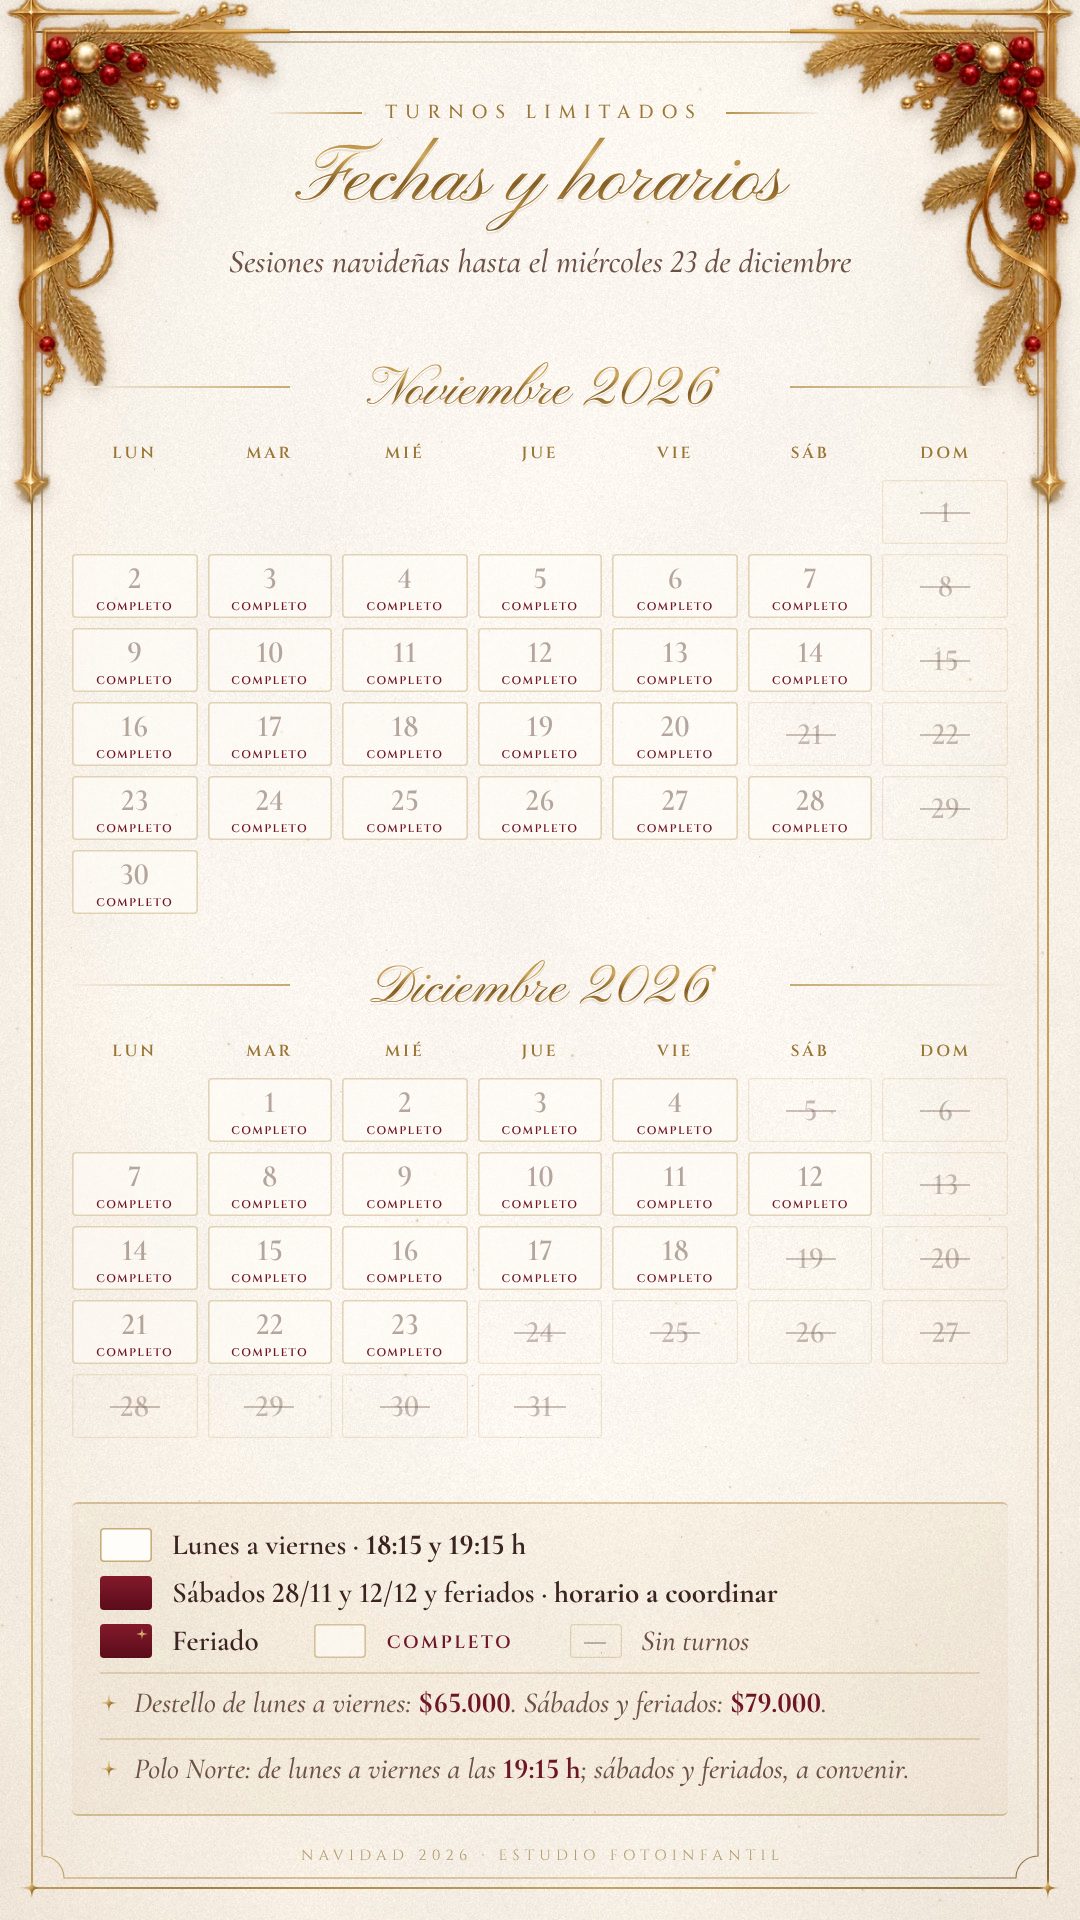 TURNOS LIMITADOS
Fechas y horarios
Sesiones navideñas hasta el miércoles 23 de diciembre
Noviembre 2026
LUN MAR MIÉ JUE VIE SÁB DOM
1
2 3 4 5 6 7 8
COMPLETO COMPLETO COMPLETO COMPLETO COMPLETO COMPLETO
9 10 11 12 13 14 15
COMPLETO COMPLETO COMPLETO COMPLETO COMPLETO COMPLETO
16 17 18 19 20 21 22
COMPLETO COMPLETO COMPLETO COMPLETO COMPLETO
23 24 25 26 27 28 29
COMPLETO COMPLETO COMPLETO COMPLETO COMPLETO COMPLETO
30
COMPLETO
Diciembre 2026
LUN MAR MIÉ JUE VIE SÁB DOM
1 2 3 4 5 6
COMPLETO COMPLETO COMPLETO COMPLETO
7 8 9 10 11 12 13
COMPLETO COMPLETO COMPLETO COMPLETO COMPLETO COMPLETO
14 15 16 17 18 19 20
COMPLETO COMPLETO COMPLETO COMPLETO COMPLETO
21 22 23 24 25 26 27
COMPLETO COMPLETO COMPLETO
28 29 30 31
Lunes a viernes · 18:15 y 19:15 h
Sábados 28/11 y 12/12 y feriados · horario a coordinar
Feriado COMPLETO — Sin turnos
Destello de lunes a viernes: $65.000. Sábados y feriados: $79.000.
Polo Norte: de lunes a viernes a las 19:15 h; sábados y feriados, a convenir.
NAVIDAD 2026 · ESTUDIO FOTOINFANTIL